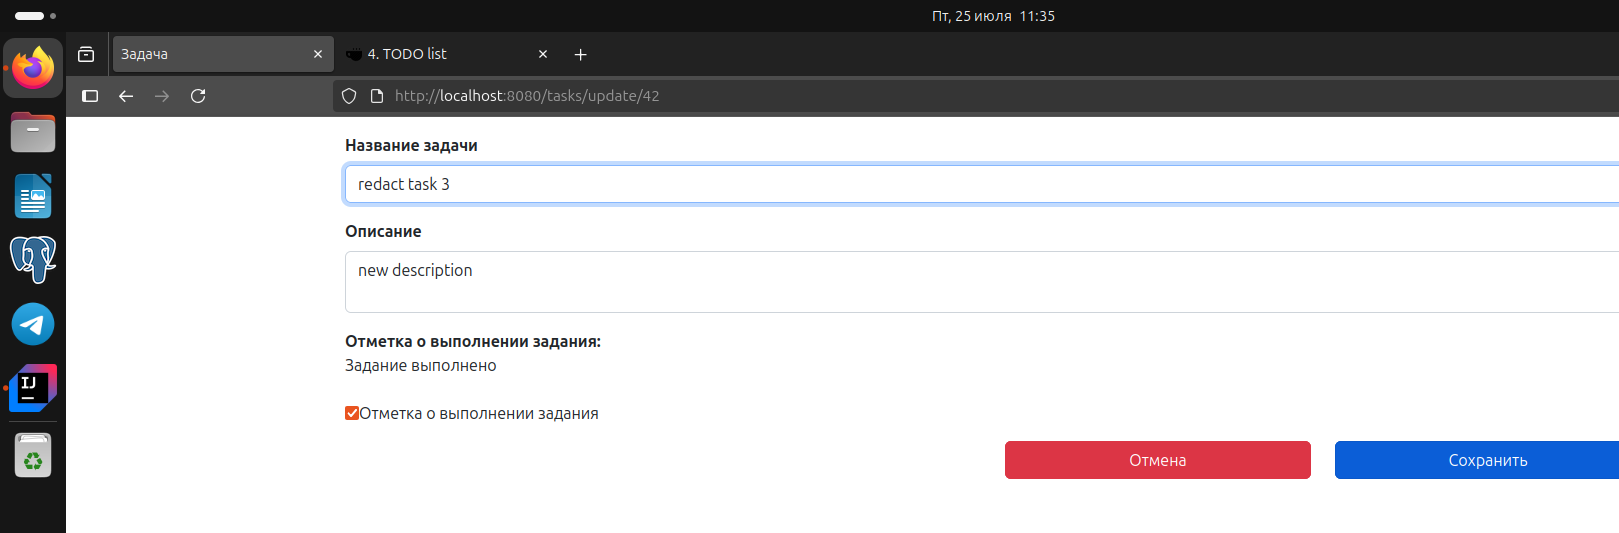 Пт, 25 июля 11:35
Задача
4. TODO list
http://localhost:8080/tasks/update/42
Название задачи
redact task 3
Описание
new description
Отметка о выполнении задания:
Задание выполнено
Отметка о выполнении задания
Отмена
Сохранить
IJ